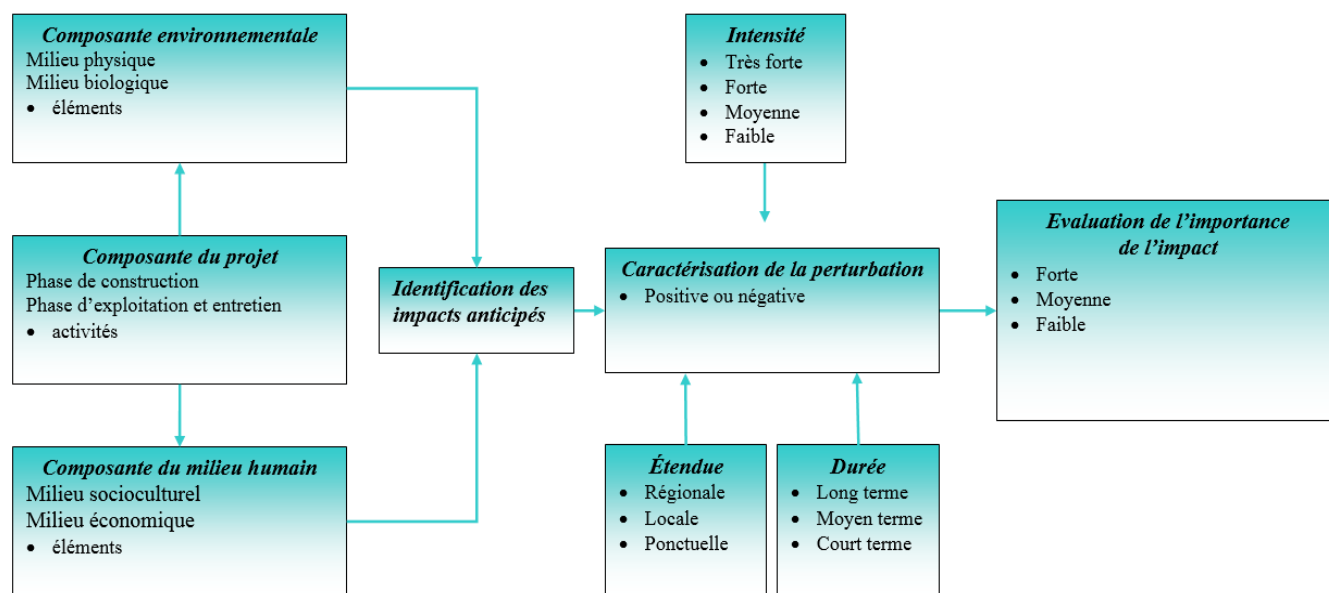 Composante environnementale
Milieu physique
Milieu biologique
• éléments
Composante du projet
Phase de construction
Phase d’exploitation et entretien
• activités
Composante du milieu humain
Milieu socioculturel
Milieu économique
• éléments
Identification des
impacts anticipés
Intensité
• Très forte
• Forte
• Moyenne
• Faible
Caractérisation de la perturbation
• Positive ou négative
Étendue
• Régionale
• Locale
• Ponctuelle
Durée
• Long terme
• Moyen terme
• Court terme
Evaluation de l’importance
de l’impact
• Forte
• Moyenne
• Faible